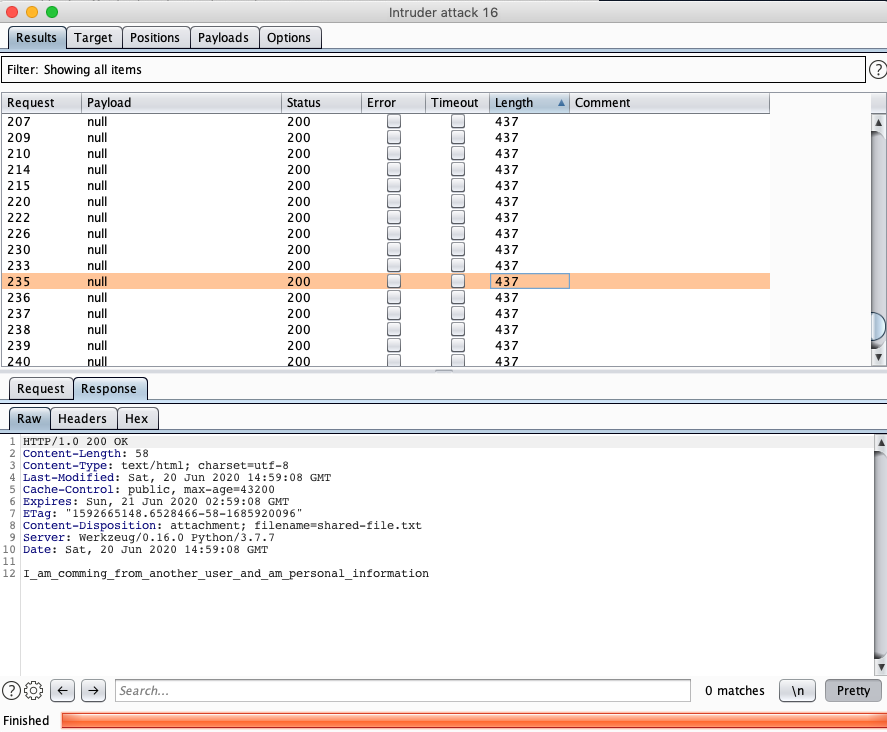 Intruder attack 16
Results Target Positions Payloads Options
Filter: Showing all items ?
Request Payload Status Error Timeout Length ▲ Comment
207 null 200 437
209 null 200 437
210 null 200 437
214 null 200 437
215 null 200 437
220 null 200 437
222 null 200 437
226 null 200 437
230 null 200 437
233 null 200 437
235 null 200 437
236 null 200 437
237 null 200 437
238 null 200 437
239 null 200 437
240 null 200 437
Request Response
Raw Headers Hex
1 HTTP/1.0 200 OK
2 Content-Length: 58
3 Content-Type: text/html; charset=utf-8
4 Last-Modified: Sat, 20 Jun 2020 14:59:08 GMT
5 Cache-Control: public, max-age=43200
6 Expires: Sun, 21 Jun 2020 02:59:08 GMT
7 ETag: "1592665148.6528466-58-1685920096"
8 Content-Disposition: attachment; filename=shared-file.txt
9 Server: Werkzeug/0.16.0 Python/3.7.7
10 Date: Sat, 20 Jun 2020 14:59:08 GMT
11
12 I_am_comming_from_another_user_and_am_personal_information
? ← → Search... 0 matches \n Pretty
Finished